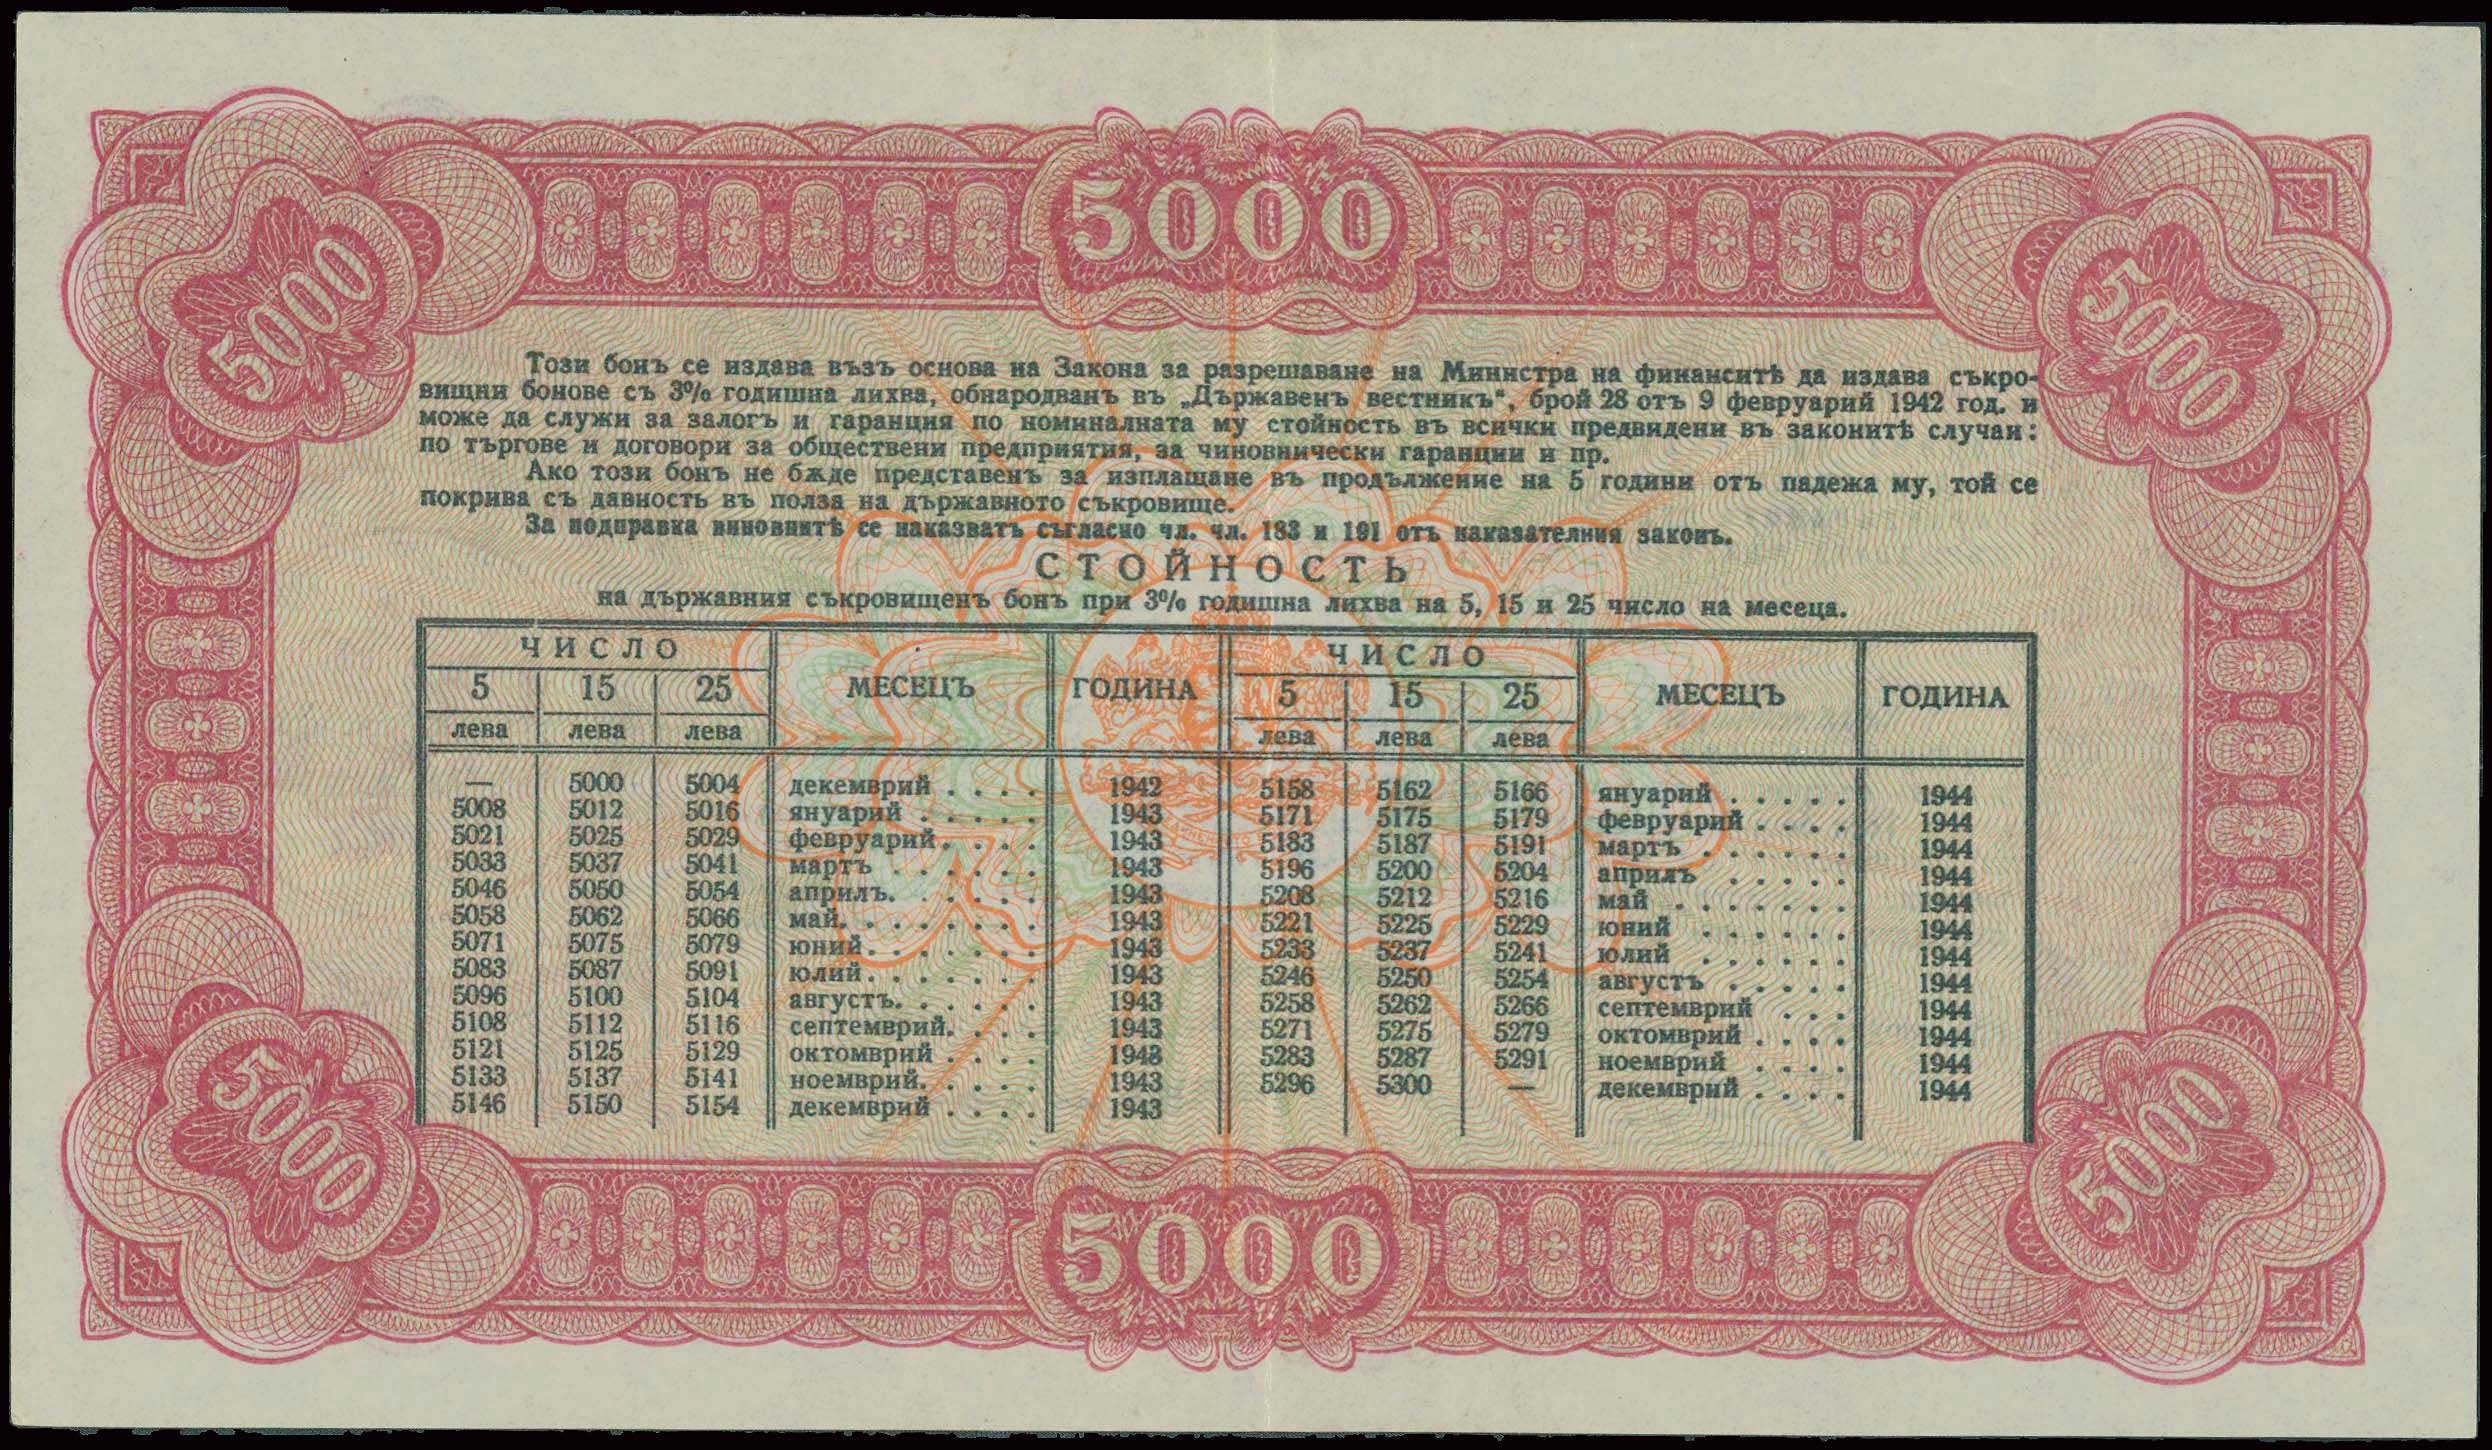 5000
5000
5000
Този бонъ се издава възъ основа на Закона за разрешаване на Министра на финанситѣ да издава съкро-
вищни бонове съ 3% годишна лихва, обнародванъ въ „Държавенъ вестникъ", брой 28 отъ 9 февруарий 1942 год. и
може да служи за залогъ и гаранция по номиналната му стойность въ всички предвидени въ законитѣ случаи:
по търгове и договори за обществени предприятия, за чиновнически гаранции и пр.
Ако този бонъ не бѫде представенъ за изплащане въ продължение на 5 години отъ падежа му, той се
покрива съ давность въ полза на държавното съкровище.
За подправка виновнитѣ се наказватъ съгласно чл. чл. 183 и 191 отъ наказателния законъ.
СТОЙНОСТЬ
на държавния съкровищенъ бонъ при 3% годишна лихва на 5, 15 и 25 число на месеца.
ЧИСЛО МЕСЕЦЪ ГОДИНА ЧИСЛО МЕСЕЦЪ ГОДИНА
5 15 25 5 15 25
лева лева лева лева лева лева
— 5000 5004 декемврий . . . . 1942 5158 5162 5166 януарий . . . . . 1944
5008 5012 5016 януарий . . . . . 1943 5171 5175 5179 февруарий . . . . 1944
5021 5025 5029 февруарий. . . . 1943 5183 5187 5191 мартъ . . . . . . 1944
5033 5037 5041 мартъ . . . . . . 1943 5196 5200 5204 априлъ . . . . . 1944
5046 5050 5054 априлъ. . . . . . 1943 5208 5212 5216 май . . . . . . . 1944
5058 5062 5066 май. . . . . . . . 1943 5221 5225 5229 юний . . . . . . 1944
5071 5075 5079 юний. . . . . . . 1943 5233 5237 5241 юлий . . . . . . 1944
5083 5087 5091 юлий. . . . . . . 1943 5246 5250 5254 августъ . . . . . 1944
5096 5100 5104 августъ. . . . . . 1943 5258 5262 5266 септемврий . . . 1944
5108 5112 5116 септемврий. . . . 1943 5271 5275 5279 октомврий . . . . 1944
5121 5125 5129 октомврий . . . . 1943 5283 5287 5291 ноемврий . . . . 1944
5133 5137 5141 ноемврий. . . . . 1943 5296 5300 — декемврий . . . . 1944
5146 5150 5154 декемврий . . . . 1943
5000
5000
5000